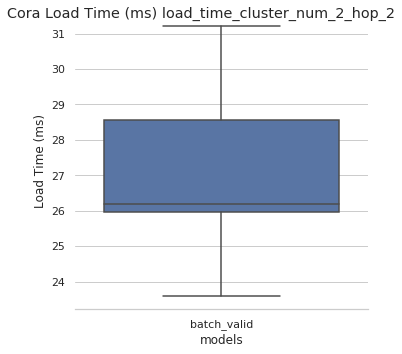 Cora Load Time (ms) load_time_cluster_num_2_hop_2
31
30
29
28
27
26
25
24
Load Time (ms)
batch_valid
models